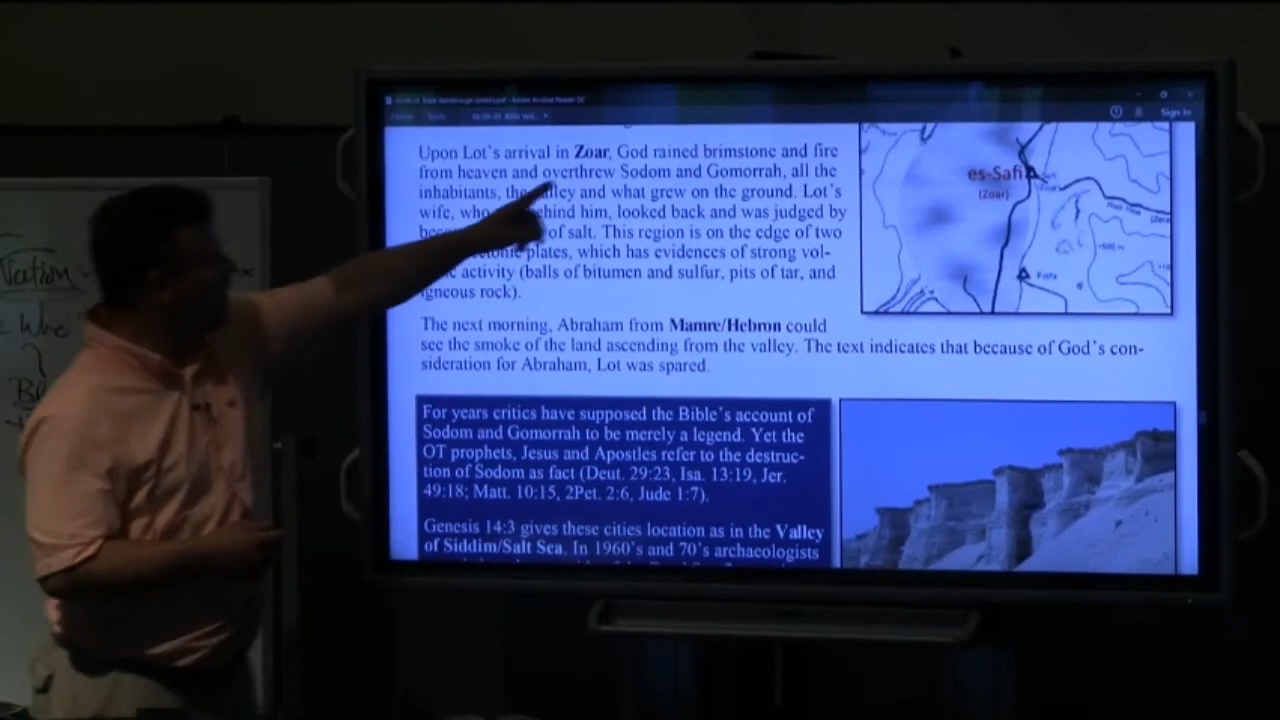 Sign In
Upon Lot's arrival in Zoar, God rained brimstone and fire
from heaven and overthrew Sodom and Gomorrah, all the
inhabitants, the and what grew on the ground. Lot's
wife, who behind him, looked back and was judged by
of salt. This region is on the edge of two
plates, which has evidences of strong vol-
activity (balls of bitumen and sulfur, pits of tar, and
igneous rock).
The next morning, Abraham from Mamre/Hebron could
see the smoke of the land ascending from the valley. The text indicates that because of God's con-
sideration for Abraham, Lot was spared.
es-Safi
(Zoar)
For years critics have supposed the Bible's account of
Sodom and Gomorrah to be merely a legend. Yet the
OT prophets, Jesus and Apostles refer to the destruc-
tion of Sodom as fact (Deut. 29:23, Isa. 13:19, Jer.
49:18; Matt. 10:15, 2Pet. 2:6, Jude 1:7).
Genesis 14:3 gives these cities location as in the Valley
of Siddim/Salt Sea. In 1960's and 70's archaeologists